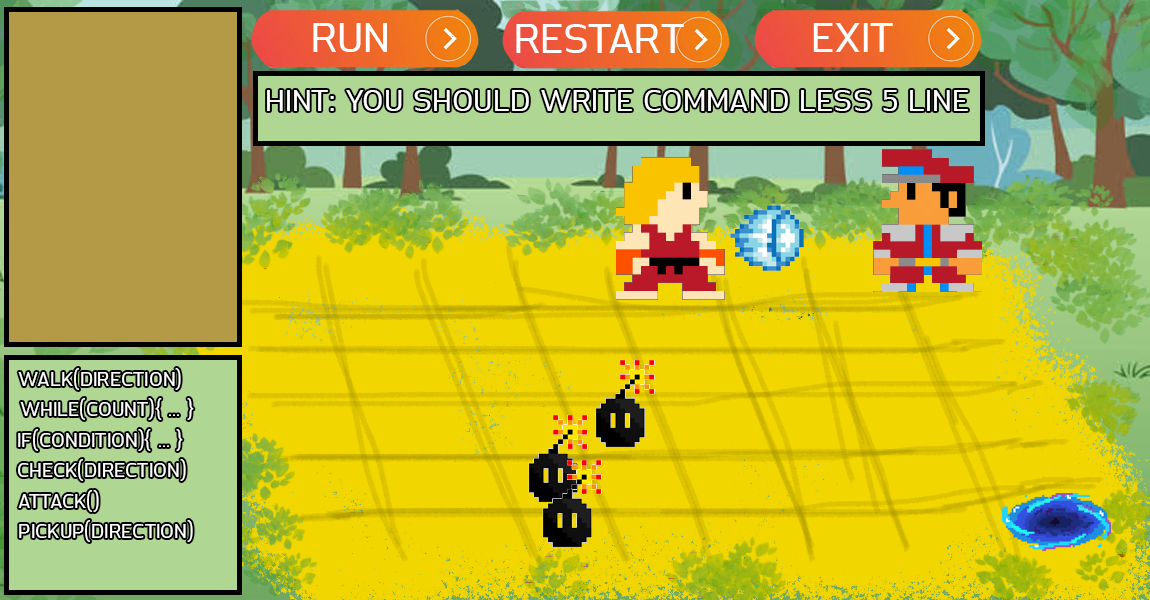 RUN
RESTART
EXIT
HINT: YOU SHOULD WRITE COMMAND LESS 5 LINE
WALK(DIRECTION)
WHILE(COUNT){ ... }
IF(CONDITION){ ... }
CHECK(DIRECTION)
ATTACK()
PICKUP(DIRECTION)